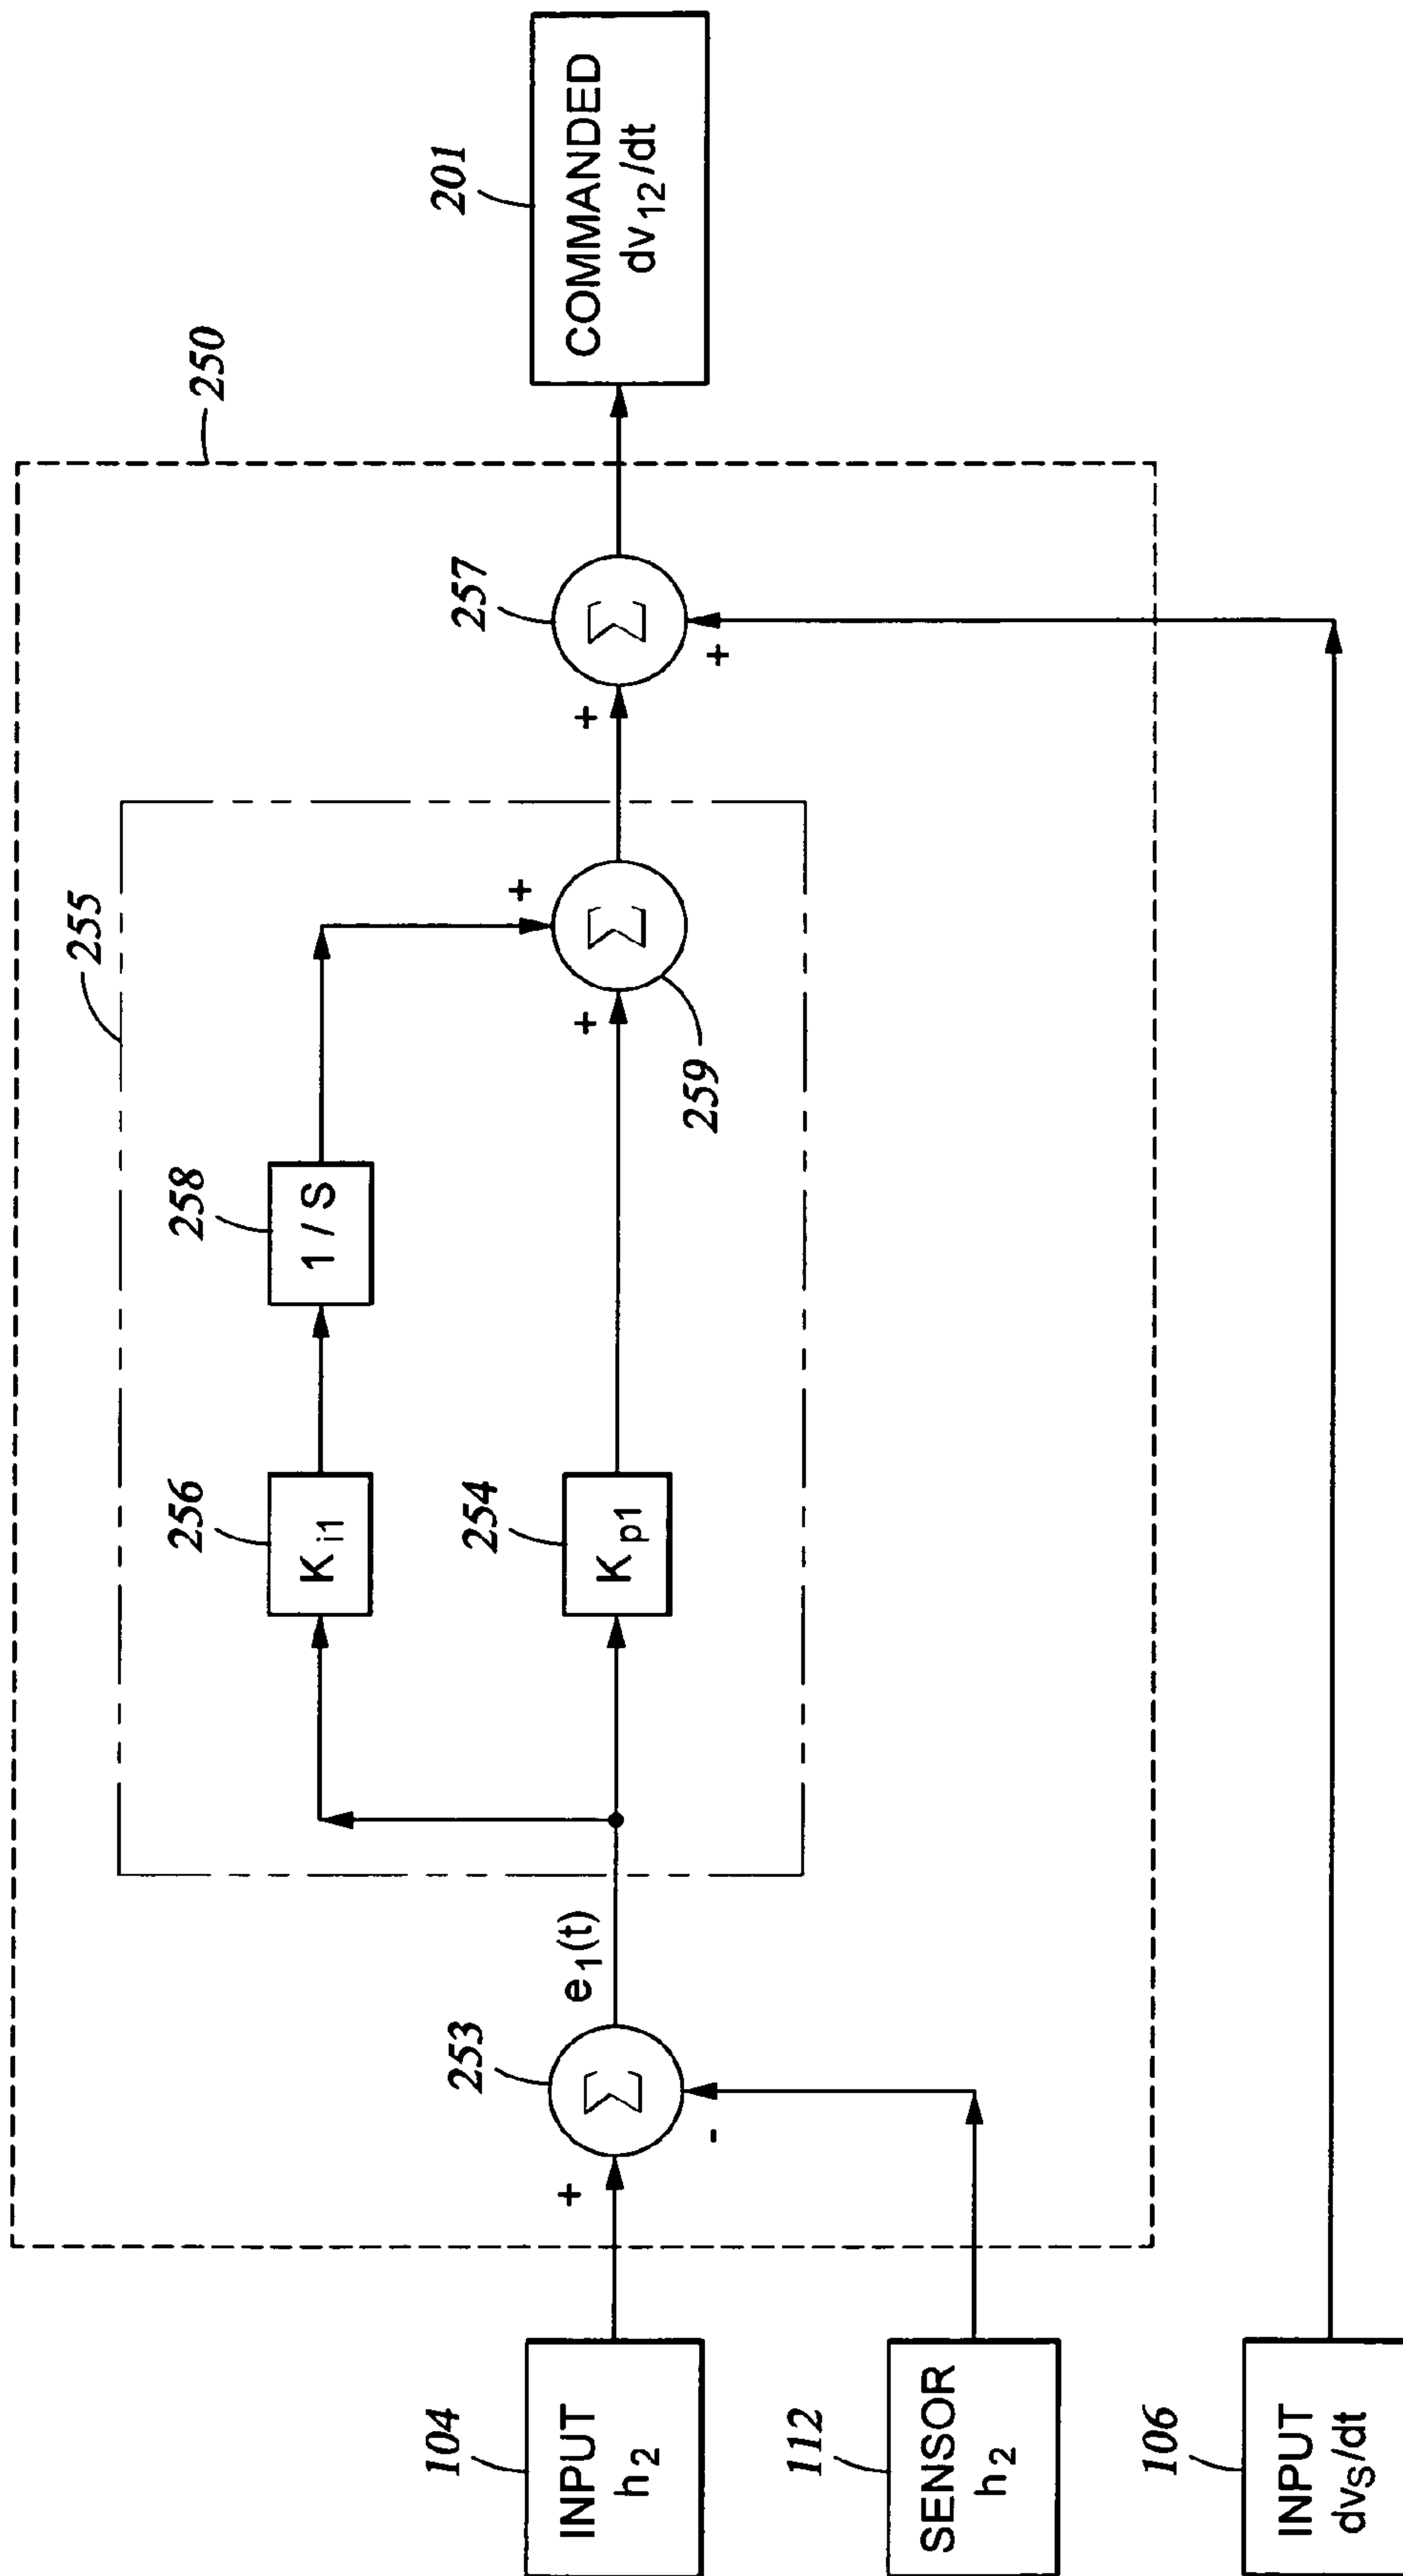 250
255
256
K i1
258
1 / S
104
INPUT
h2
+
253
Σ
e1(t)
254
Kp1
+
+
259
Σ
+
257
Σ
+
201
COMMANDED
dv12/dt
112
SENSOR
h2
-
106
INPUT
dvS/dt